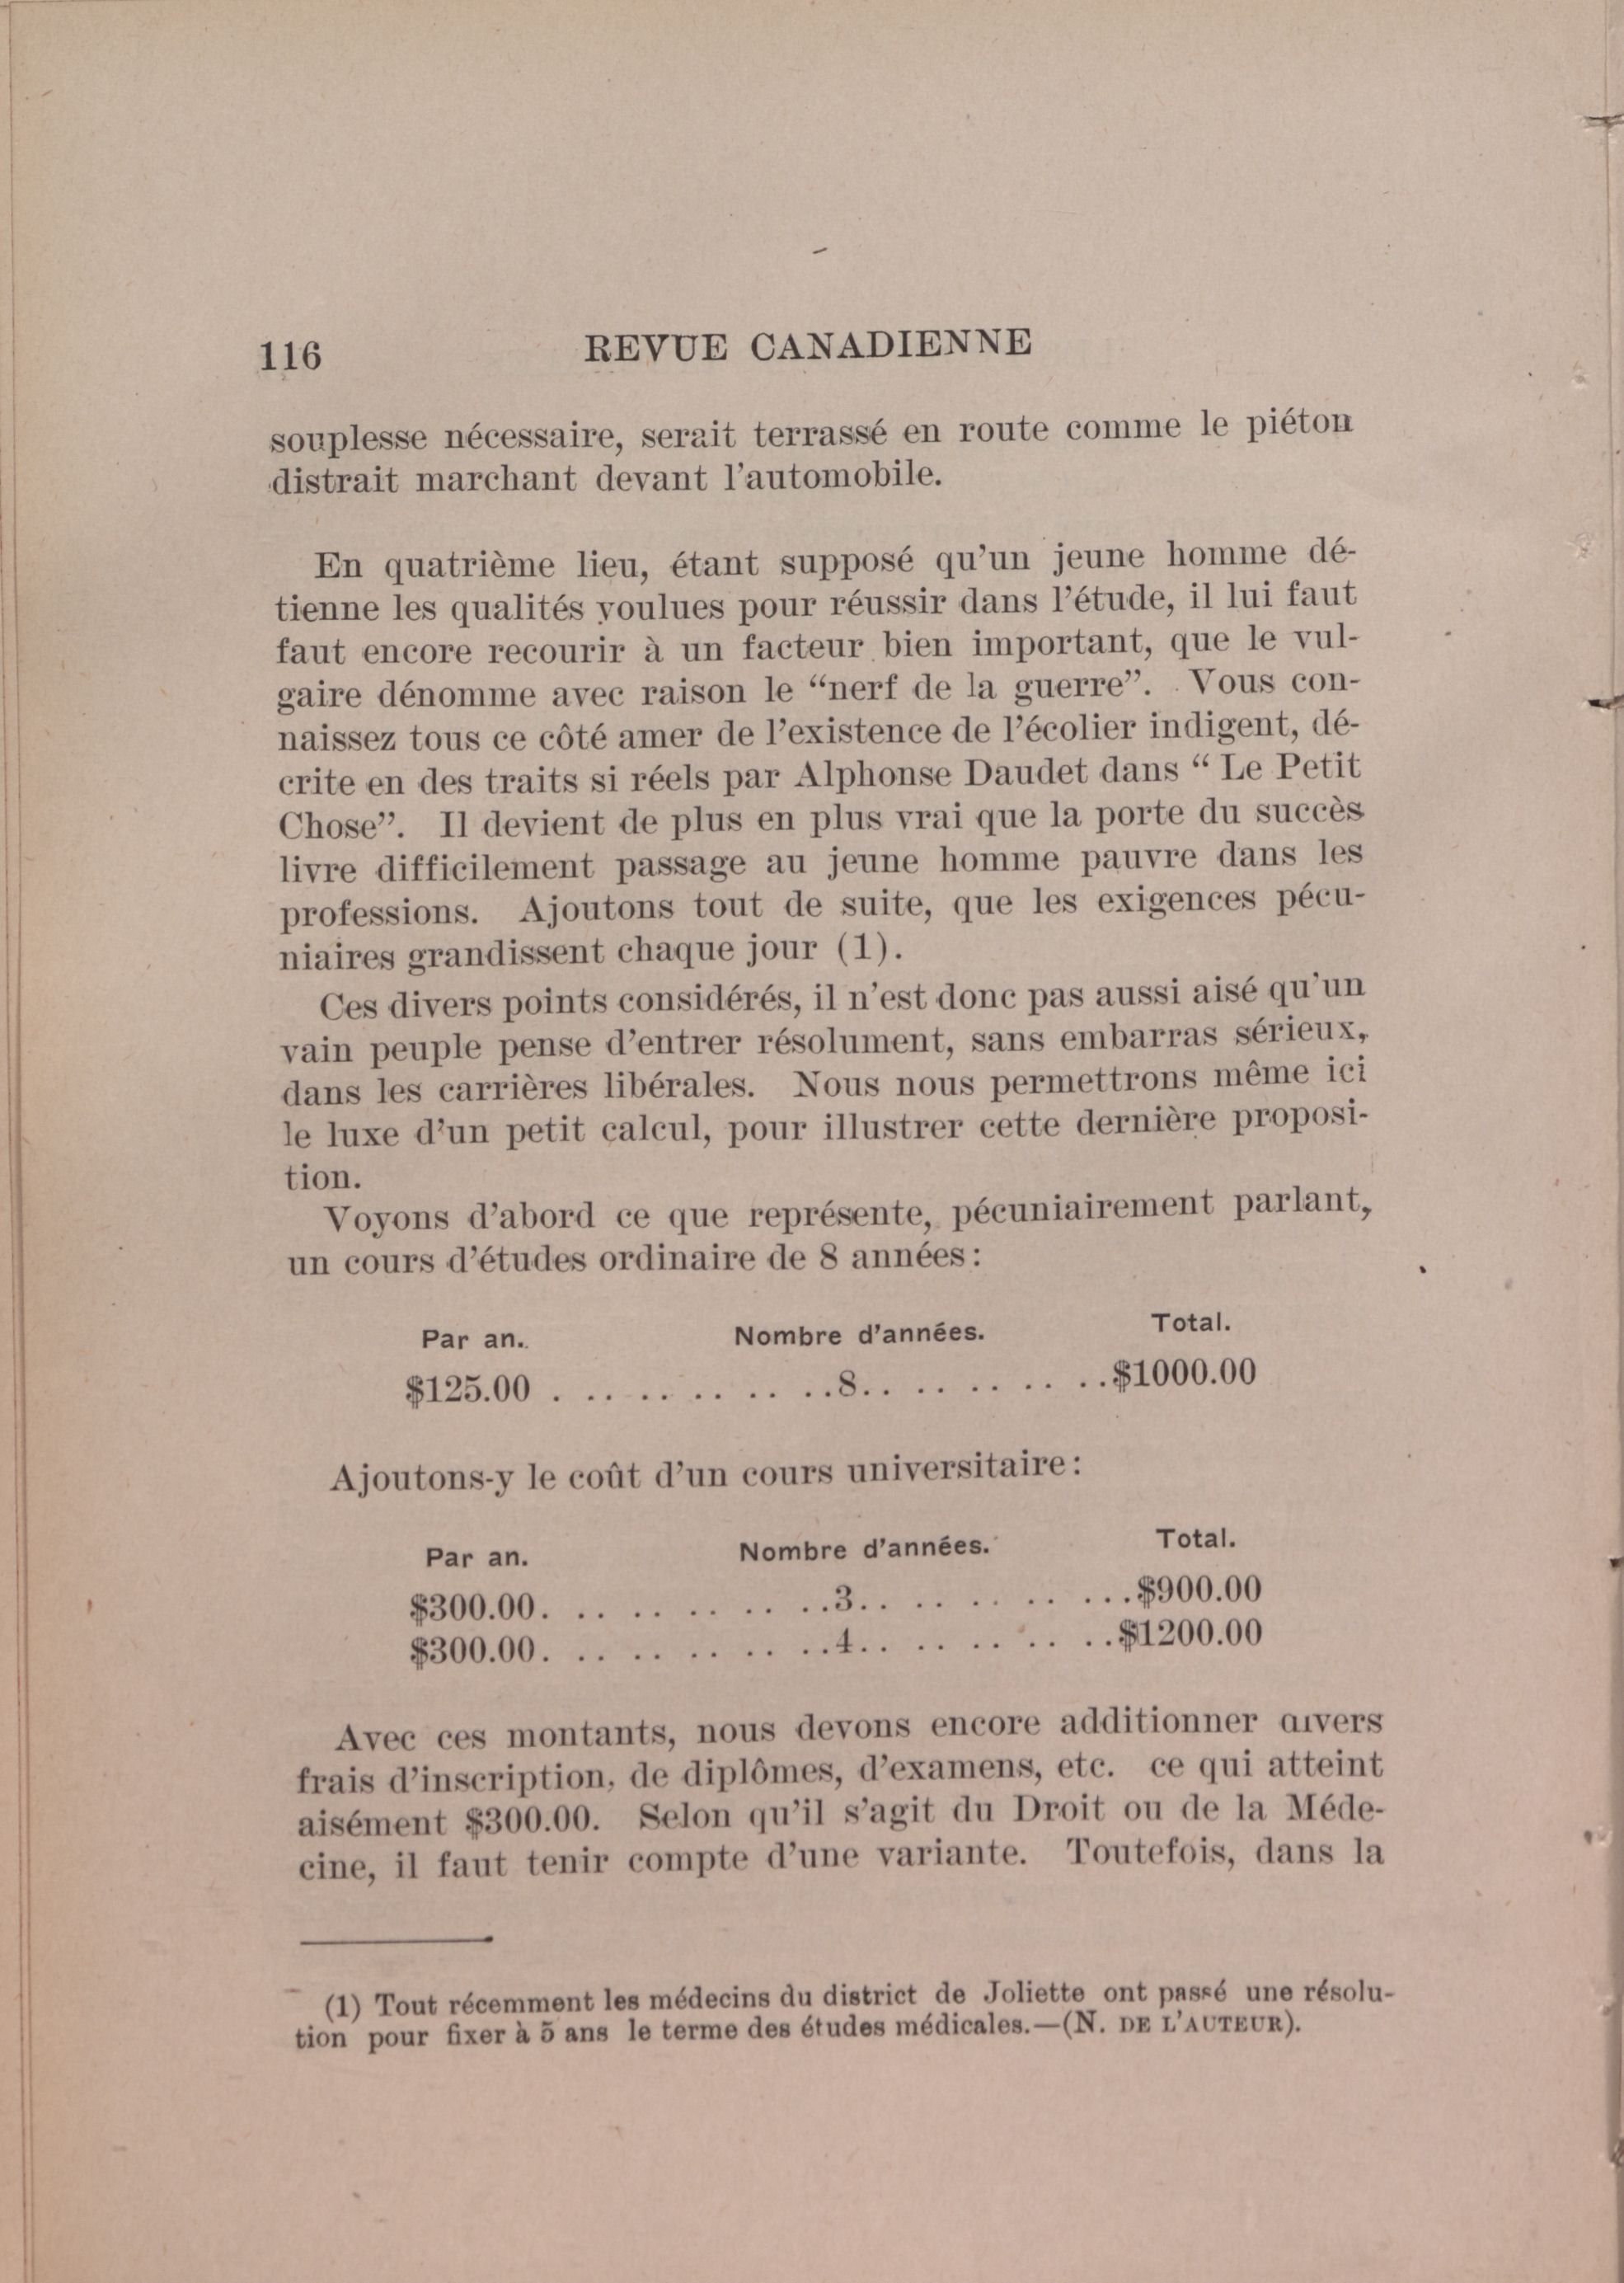 116 REVUE CANADIENNE
souplesse nécessaire, serait terrassé en route comme le piéton
distrait marchant devant l'automobile.
En quatrième lieu, étant supposé qu'un jeune homme dé-
tienne les qualités voulues pour réussir dans l'étude, il lui faut
faut encore recourir à un facteur bien important, que le vul-
gaire dénomme avec raison le “nerf de la guerre”. Vous con-
naissez tous ce côté amer de l'existence de l'écolier indigent, dé-
crite en des traits si réels par Alphonse Daudet dans “ Le Petit
Chose”. Il devient de plus en plus vrai que la porte du succès
livre difficilement passage au jeune homme pauvre dans les
professions. Ajoutons tout de suite, que les exigences pécu-
niaires grandissent chaque jour (1).
Ces divers points considérés, il n'est donc pas aussi aisé qu'un
vain peuple pense d'entrer résolument, sans embarras sérieux,
dans les carrières libérales. Nous nous permettrons même ici
le luxe d'un petit calcul, pour illustrer cette dernière proposi-
tion.
Voyons d'abord ce que représente, pécuniairement parlant,
un cours d'études ordinaire de 8 années:
Par an. Nombre d'années. Total.
$125.00 . .. .. .. .. .. ..8.. .. .. .. .. ..$1000.00
Ajoutons-y le coût d'un cours universitaire:
Par an. Nombre d'années. Total.
$300.00. .. .. .. .. ..3.. .. .. .. .. ...$900.00
$300.00. .. .. .. .. ..4.. .. .. .. .. ..$1200.00
Avec ces montants, nous devons encore additionner divers
frais d'inscription, de diplômes, d'examens, etc. ce qui atteint
aisément $300.00. Selon qu'il s'agit du Droit ou de la Méde-
cine, il faut tenir compte d'une variante. Toutefois, dans la
(1) Tout récemment les médecins du district de Joliette ont passé une résolu-
tion pour fixer à 5 ans le terme des études médicales.—(N. DE L'AUTEUR).